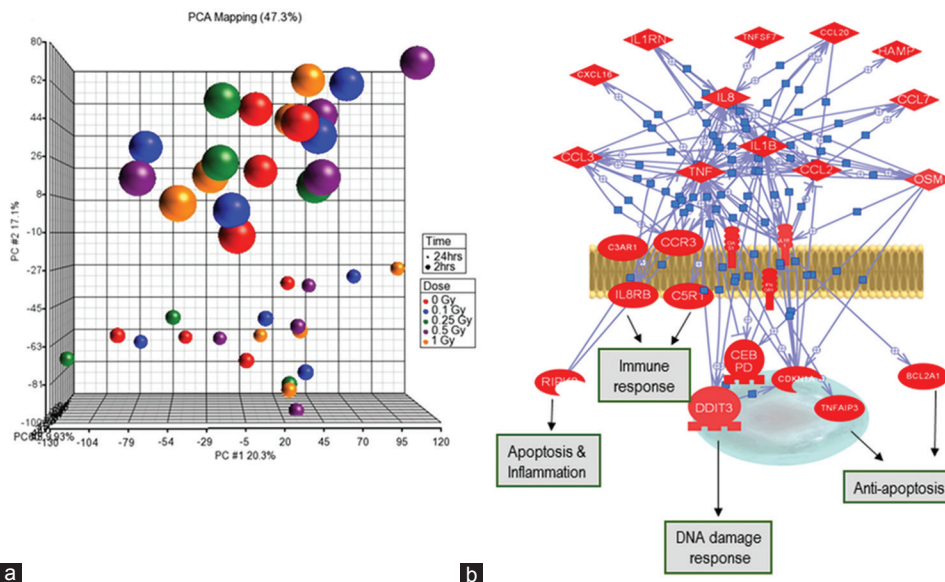 PCA Mapping (47.3%)
80
62
44
26
8
-10
-27
-45
-63
-81
PC #2 17.1%
-130
-104
-79
-54
-29
-5
20
45
70
95
120
PC #1 20.3%
Time
24hrs
2hrs
Dose
0 Gy
0.1 Gy
0.25 Gy
0.5 Gy
1 Gy
a
IL1RN
TNFSF7
CCL20
HAMP
CXCL16
IL8
CCL7
IL1B
CCL3
TNF
CCL2
OSM
C3AR1
CCR3
IL8RB
C5R1
Immune
response
CEB
PD
CDKN1A
BCL2A1
DDIT3
TNFAIP3
Apoptosis &
Inflammation
Anti-apoptosis
DNA damage
response
b